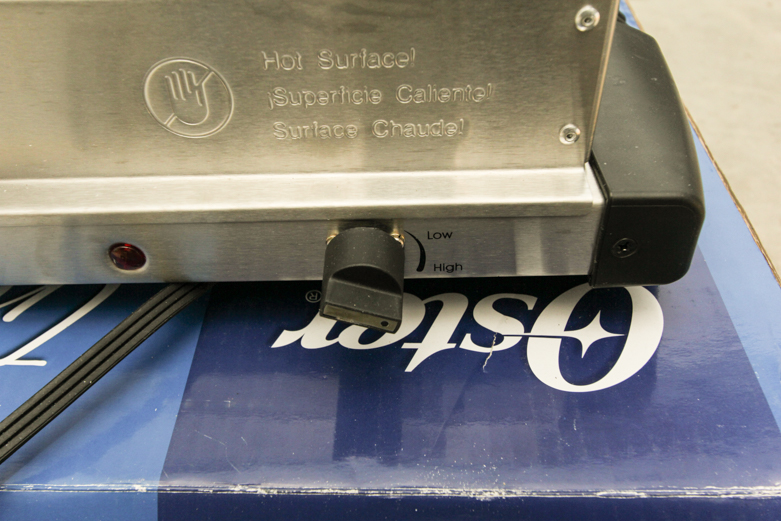 Hot Surface!
¡Superficie Caliente!
Surface Chaude!
Low
High
Oster®